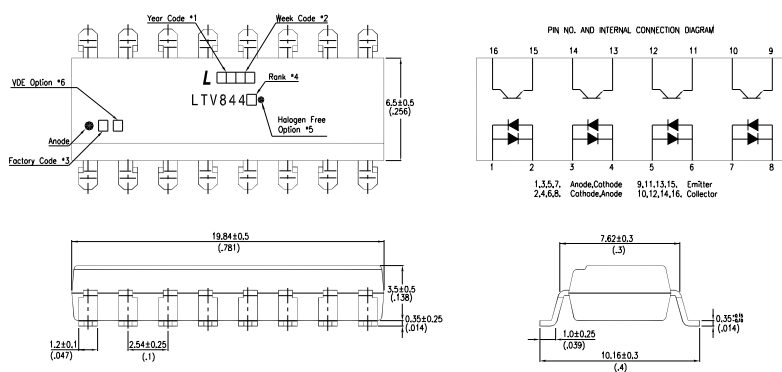 Year Code *1
Week Code *2
VDE Option *6
L
Rank *4
LTV844
Halogen Free
Option *5
Anode
Factory Code *3
6.5±0.5
(.256)
PIN NO. AND INTERNAL CONNECTION DIAGRAM
16 15 14 13 12 11 10 9
1 2 3 4 5 6 7 8
1,3,5,7. Anode,Cathode 9,11,13,15. Emitter
2,4,6,8. Cathode,Anode 10,12,14,16. Collector
19.84±0.5
(.781)
3.5±0.5
(.138)
0.35±0.25
(.014)
1.2±0.1
(.047)
2.54±0.25
(.1)
7.62±0.3
(.3)
0.35
(.014)
1.0±0.25
(.039)
10.16±0.3
(.4)